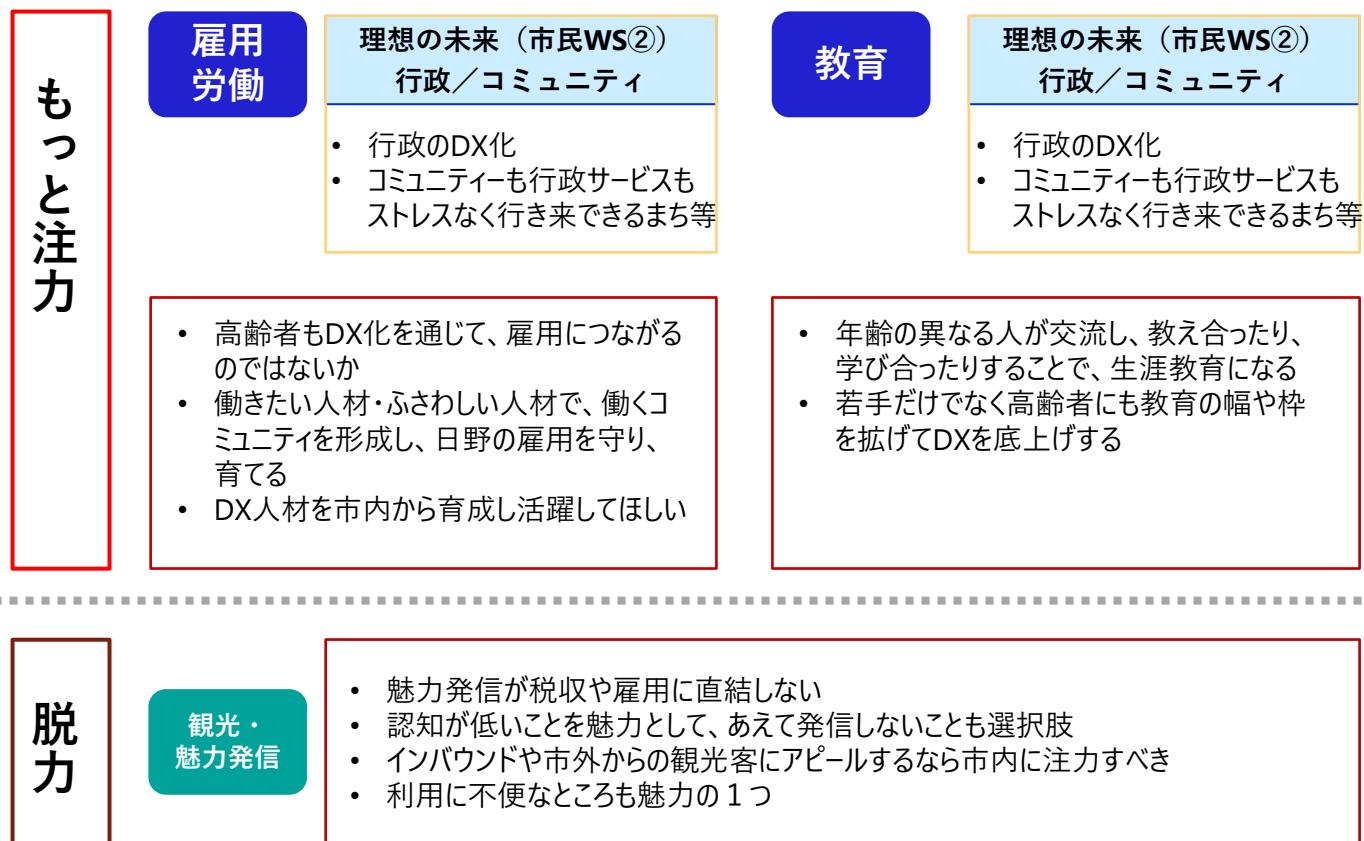 もっと注力
雇用
労働
理想の未来（市民WS②）
行政／コミュニティ
• 行政のDX化
• コミュニティーも行政サービスも
ストレスなく行き来できるまち等
• 高齢者もDX化を通じて、雇用につながる
のではないか
• 働きたい人材・ふさわしい人材で、働くコ
ミュニティを形成し、日野の雇用を守り、
育てる
• DX人材を市内から育成し活躍してほしい
教育
理想の未来（市民WS②）
行政／コミュニティ
• 行政のDX化
• コミュニティーも行政サービスも
ストレスなく行き来できるまち等
• 年齢の異なる人が交流し、教え合ったり、
学び合ったりすることで、生涯教育になる
• 若手だけでなく高齢者にも教育の幅や枠
を拡げてDXを底上げする
脱力
観光・
魅力発信
• 魅力発信が税収や雇用に直結しない
• 認知が低いことを魅力として、あえて発信しないことも選択肢
• インバウンドや市外からの観光客にアピールするなら市内に注力すべき
• 利用に不便なところも魅力の１つ